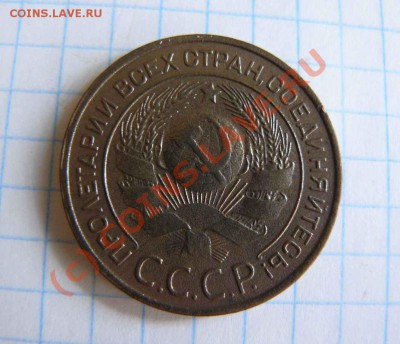 COINS.LAVE.RU
ПРОЛЕТАРИИ ВСЕХ СТРАН, СОЕДИНЯЙТЕСЬ!
С.С.С.Р.
(c) COINS.LAVE.RU